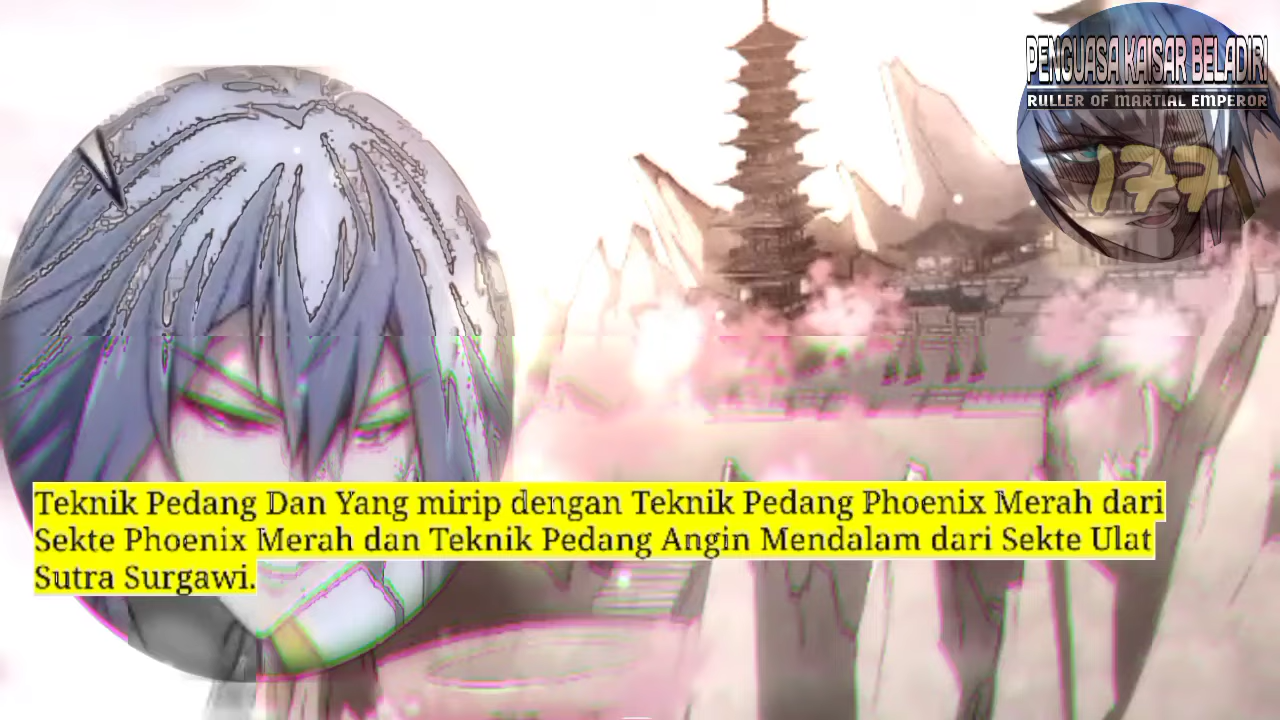 PENGUASA KAISAR BELADIRI
RULLER OF MARTIAL EMPEROR
177
Teknik Pedang Dan Yang mirip dengan Teknik Pedang Phoenix Merah dari
Sekte Phoenix Merah dan Teknik Pedang Angin Mendalam dari Sekte Ulat
Sutra Surgawi.